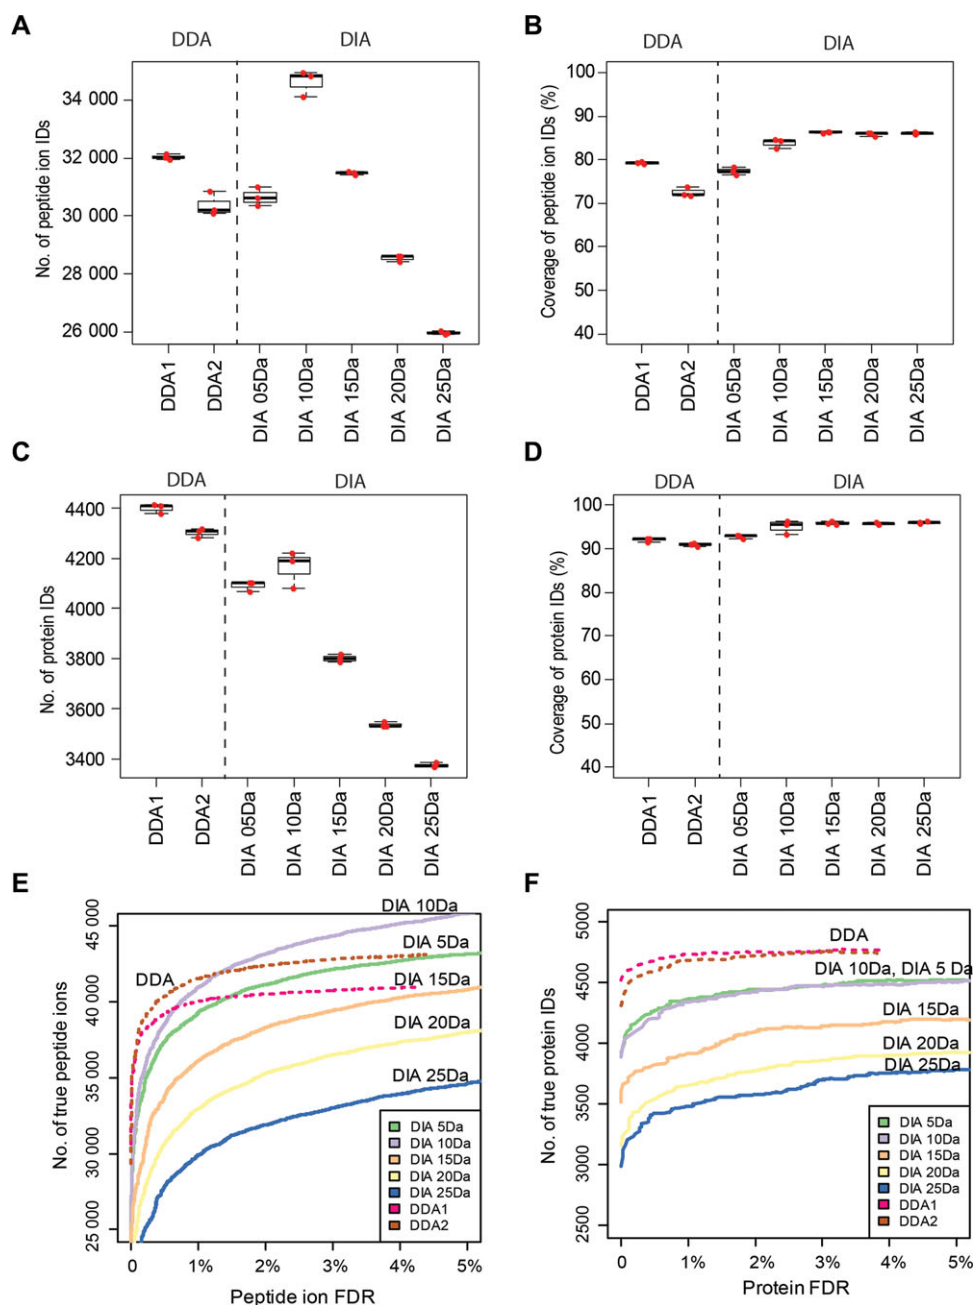 A
DDA
DIA
No. of peptide ion IDs
34 000
32 000
30 000
28 000
26 000
DDA1
DDA2
DIA 05Da
DIA 10Da
DIA 15Da
DIA 20Da
DIA 25Da
B
DDA
DIA
Coverage of peptide ion IDs (%)
100
90
80
70
60
50
40
DDA1
DDA2
DIA 05Da
DIA 10Da
DIA 15Da
DIA 20Da
DIA 25Da
C
DDA
DIA
No. of protein IDs
4400
4200
4000
3800
3600
3400
DDA1
DDA2
DIA 05Da
DIA 10Da
DIA 15Da
DIA 20Da
DIA 25Da
D
DDA
DIA
Coverage of protein IDs (%)
100
90
80
70
60
50
40
DDA1
DDA2
DIA 05Da
DIA 10Da
DIA 15Da
DIA 20Da
DIA 25Da
E
No. of true peptide ions
45 000
40 000
35 000
30 000
25 000
DIA 10Da
DIA 5Da
DDA
DIA 15Da
DIA 20Da
DIA 25Da
DIA 5Da
DIA 10Da
DIA 15Da
DIA 20Da
DIA 25Da
DDA1
DDA2
0
1%
2%
3%
4%
5%
Peptide ion FDR
F
No. of true protein IDs
5000
4500
4000
3500
3000
2500
DDA
DIA 10Da, DIA 5 Da
DIA 15Da
DIA 20Da
DIA 25Da
DIA 5Da
DIA 10Da
DIA 15Da
DIA 20Da
DIA 25Da
DDA1
DDA2
0
1%
2%
3%
4%
5%
Protein FDR